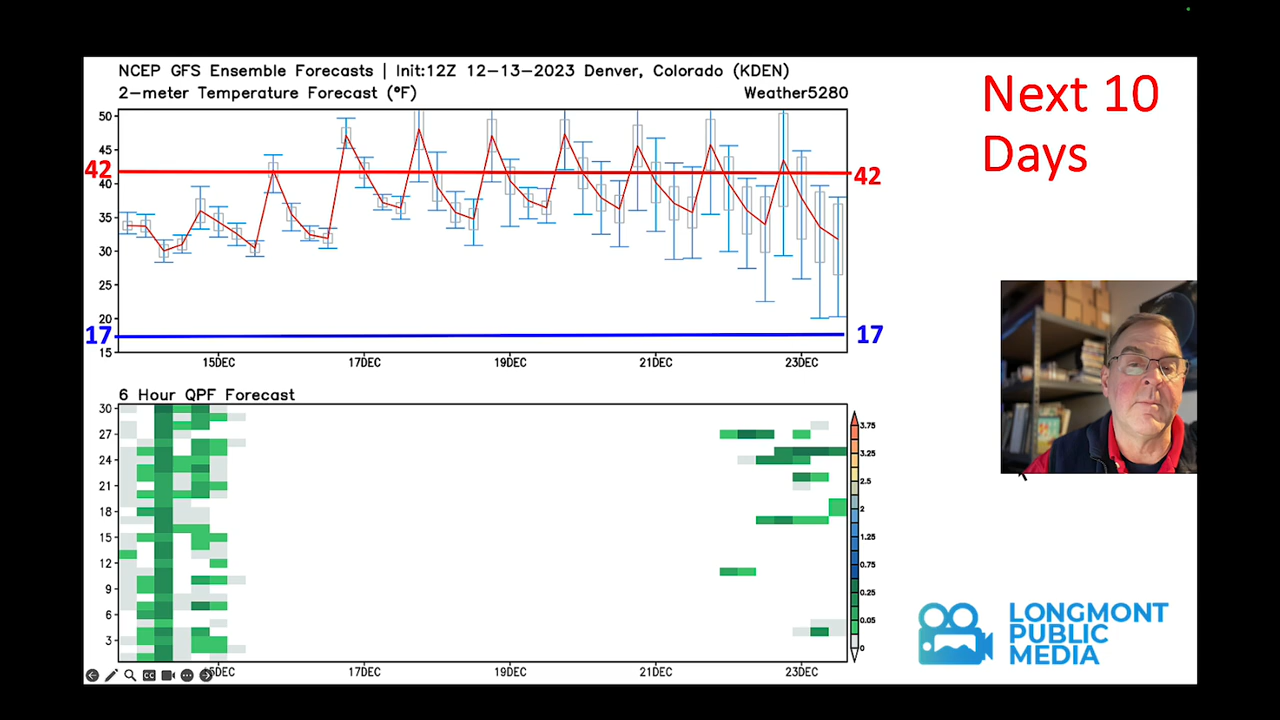 NCEP GFS Ensemble Forecasts | Init:12Z 12-13-2023 Denver, Colorado (KDEN)
2-meter Temperature Forecast (°F)
Weather5280
Next 10
Days
50
45
42
40
35
30
25
20
17
15
42
17
15DEC
17DEC
19DEC
21DEC
23DEC
6 Hour QPF Forecast
30
27
24
21
18
15
12
9
6
3
3.75
3.25
2.5
2
1.25
0.75
0.25
0.05
0
CC
15DEC
17DEC
19DEC
21DEC
23DEC
LONGMONT
PUBLIC
MEDIA